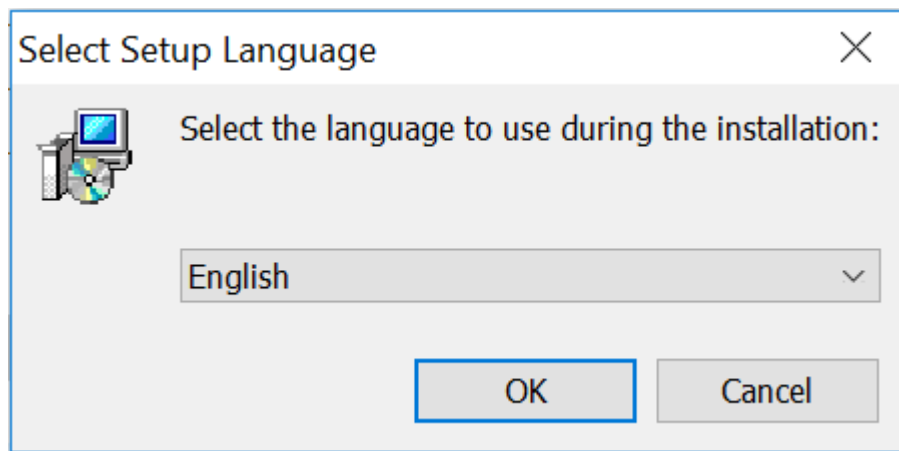 Select Setup Language
Select the language to use during the installation:
English
OK
Cancel